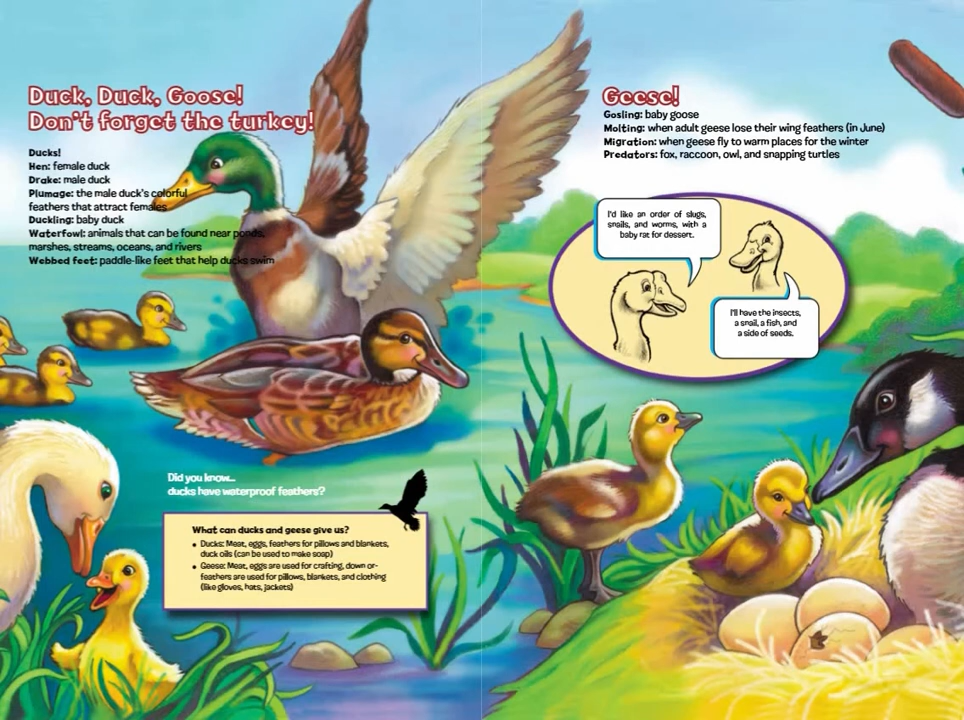 Duck, Duck, Goose!
Don't forget the turkey!
Ducks!
Hen: female duck
Drake: male duck
Plumage: the male duck's colorful
feathers that attract females
Duckling: baby duck
Waterfowl: animals that can be found near ponds,
marshes, streams, oceans, and rivers
Webbed feet: paddle-like feet that help ducks swim
Did you know...
ducks have waterproof feathers?
What can ducks and geese give us?
• Ducks: Meat, eggs, feathers for pillows and blankets,
duck oils (can be used to make soap)
• Geese: Meat, eggs are used for crafting, down or-
feathers are used for pillows, blankets, and clothing
(like gloves, hats, jackets)
Geese!
Gosling: baby goose
Molting: when adult geese lose their wing feathers (in June)
Migration: when geese fly to warm places for the winter
Predators: fox, raccoon, owl, and snapping turtles
I'd like an order of slugs,
snails, and worms, with a
baby rat for dessert.
I'll have the insects,
a snail, a fish, and
a side of seeds.